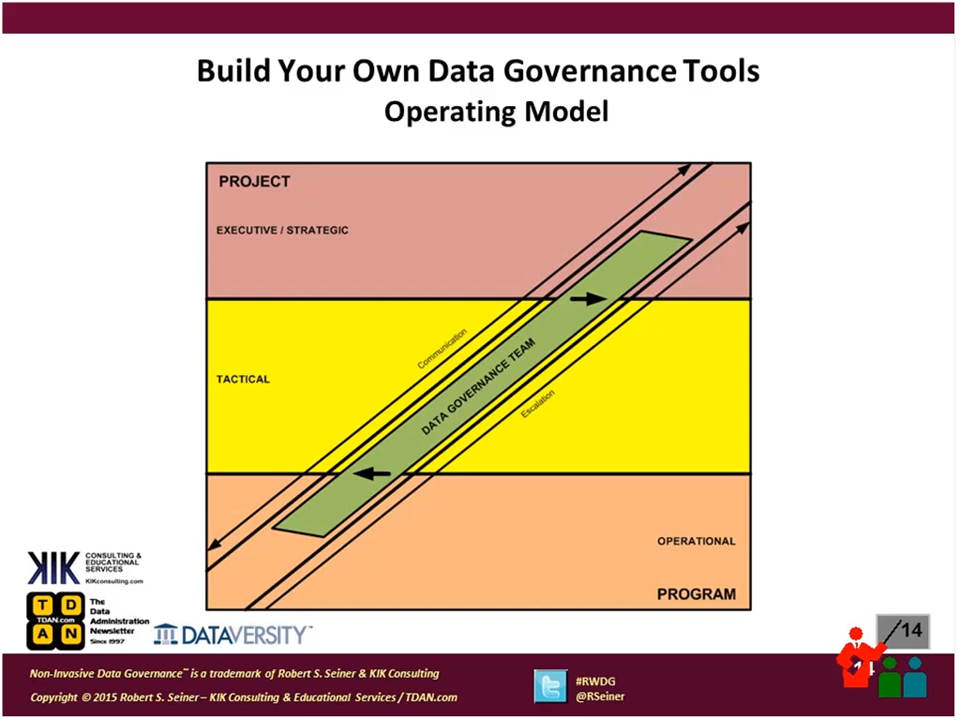 Build Your Own Data Governance Tools
Operating Model
PROJECT
EXECUTIVE / STRATEGIC
Communication
DATA GOVERNANCE TEAM
TACTICAL
Escalation
OPERATIONAL
PROGRAM
KIK
CONSULTING &
EDUCATIONAL
SERVICES
KIKconsulting.com
T D
TDAN.com
A N
The
Data
Administration
Newsletter
Since 1997
DATAVERSITY™
/14
14
Non-Invasive Data Governance™ is a trademark of Robert S. Seiner & KIK Consulting
Copyright © 2015 Robert S. Seiner – KIK Consulting & Educational Services / TDAN.com
#RWDG
@RSeiner